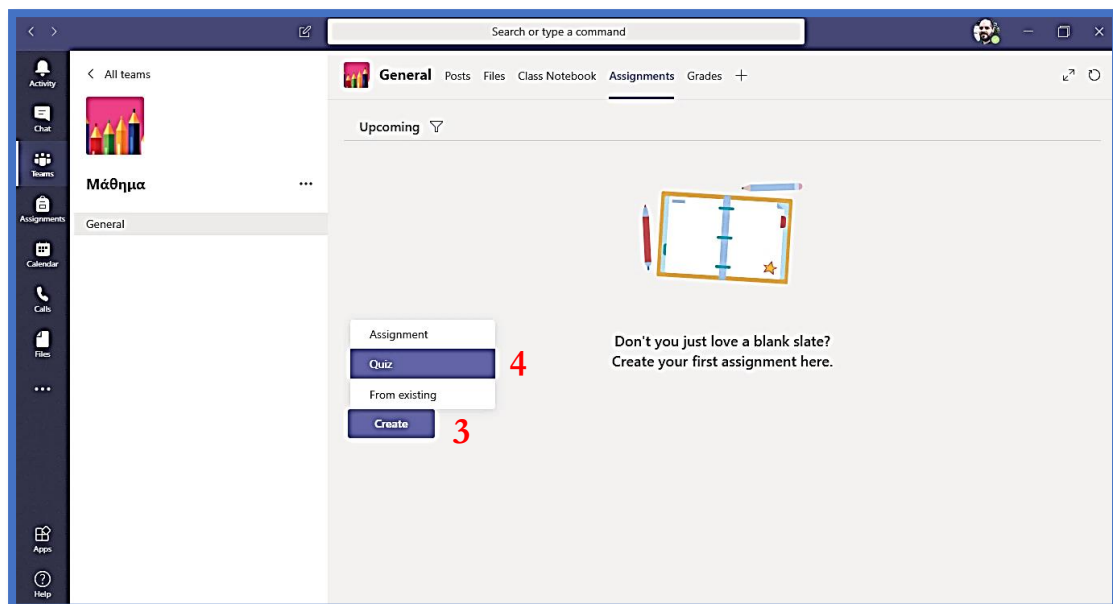 Search or type a command
Activity
Chat
Teams
Assignments
Calendar
Calls
Files
Apps
Help
All teams
Μάθημα
General
General Posts Files Class Notebook Assignments Grades
Upcoming
Don't you just love a blank slate?
Create your first assignment here.
Assignment
Quiz 4
From existing
Create 3